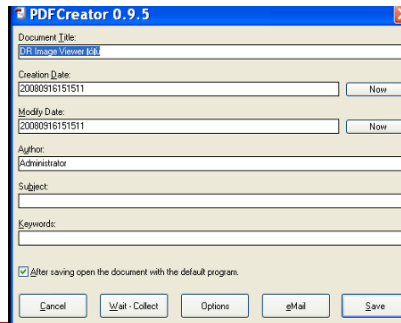 PDFCreator 0.9.5
Document Title:
DR Image Viewer
Creation Date:
20080916151511
Now
Modify Date:
20080916151511
Now
Author:
Administrator
Subject:
Keywords:
After saving open the document with the default program.
Cancel
Wait - Collect
Options
eMail
Save